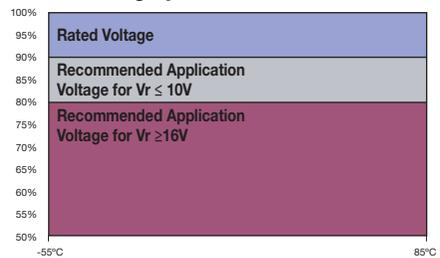 100%
95%
90%
85%
80%
75%
70%
65%
60%
55%
50%
Rated Voltage
Recommended Application
Voltage for Vr ≤ 10V
Recommended Application
Voltage for Vr ≥16V
-55ºC
85ºC